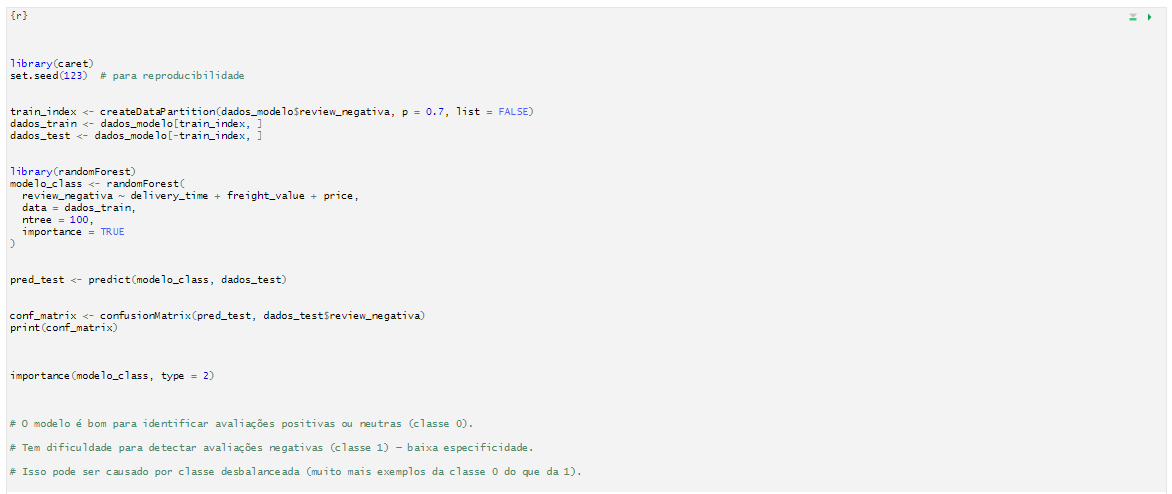 {r}
library(caret)
set.seed(123)  # para reproducibilidade
train_index <- createDataPartition(dados_modelo$review_negativa, p = 0.7, list = FALSE)
dados_train <- dados_modelo[train_index, ]
dados_test <- dados_modelo[-train_index, ]
library(randomForest)
modelo_class <- randomForest(
  review_negativa ~ delivery_time + freight_value + price,
  data = dados_train,
  ntree = 100,
  importance = TRUE
)
pred_test <- predict(modelo_class, dados_test)
conf_matrix <- confusionMatrix(pred_test, dados_test$review_negativa)
print(conf_matrix)
importance(modelo_class, type = 2)
# O modelo é bom para identificar avaliações positivas ou neutras (classe 0).
# Tem dificuldade para detectar avaliações negativas (classe 1) — baixa especificidade.
# Isso pode ser causado por classe desbalanceada (muito mais exemplos da classe 0 do que da 1).